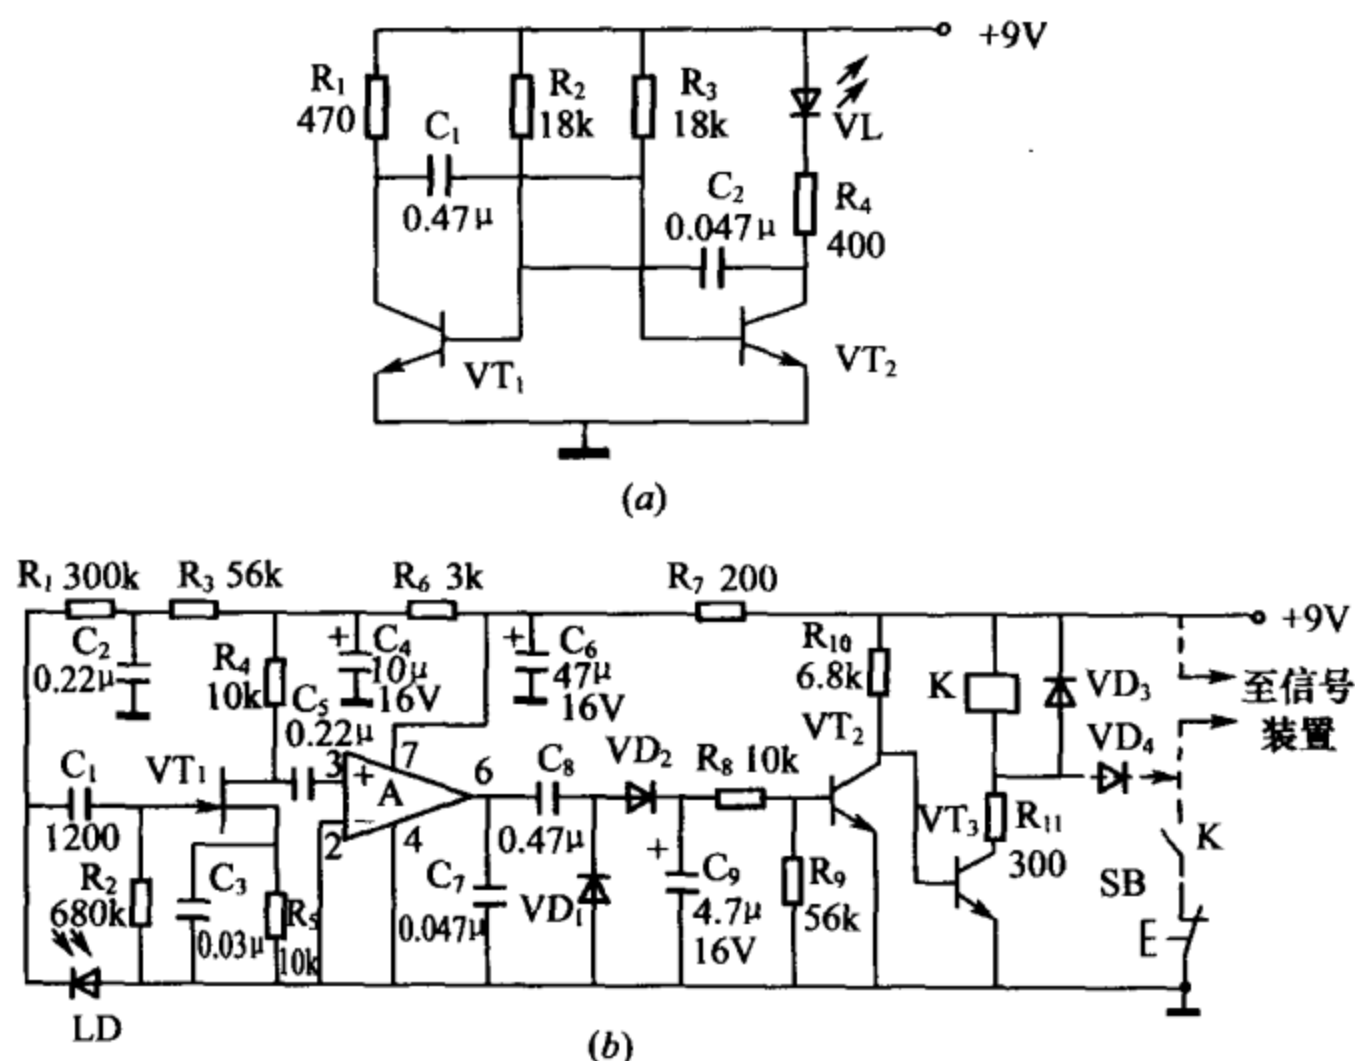 +9V
R₁
470
R₂
18k
R₃
18k
VL
C₁
0.47μ
C₂
0.047μ
R₄
400
VT₁
VT₂
(a)
R₁ 300k
R₃ 56k
R₆ 3k
R₇ 200
+9V
C₂
0.22μ
R₄
10k
C₄
10μ
16V
C₆
47μ
16V
R₁₀
6.8k
K
VD₃
至信号
装置
C₅
0.22μ
VT₂
VD₄
C₁
1200
VT₁
3
+
A
−
2
7
6
4
C₈
0.47μ
VD₂
R₈ 10k
VT₃
R₁₁
300
K
SB
R₂
680k
C₃
0.03μ
R₅
10k
C₇
0.047μ
VD₁
+
C₉
4.7μ
16V
R₉
56k
E
LD
(b)